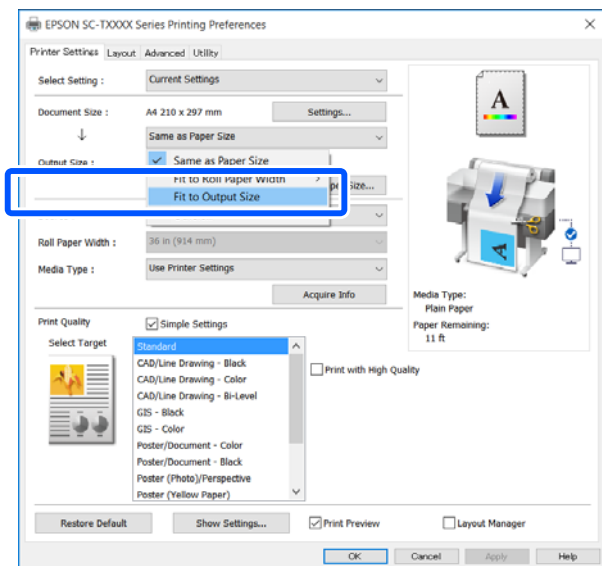 EPSON SC-TXXXX Series Printing Preferences
Printer Settings Layout Advanced Utility
Select Setting : Current Settings
Document Size : A4 210 x 297 mm Settings...
Same as Paper Size
Output Size : Same as Paper Size
Fit to Roll Paper Width
Fit to Output Size
Size...
Roll Paper Width : 36 in (914 mm)
Media Type : Use Printer Settings
Acquire Info
Media Type:
Plain Paper
Paper Remaining:
11 ft
Print Quality Simple Settings
Select Target
Standard
CAD/Line Drawing - Black
CAD/Line Drawing - Color
CAD/Line Drawing - Bi-Level
GIS - Black
GIS - Color
Poster/Document - Color
Poster/Document - Black
Poster (Photo)/Perspective
Poster (Yellow Paper)
Print with High Quality
Restore Default Show Settings... Print Preview Layout Manager
OK Cancel Apply Help
A
A